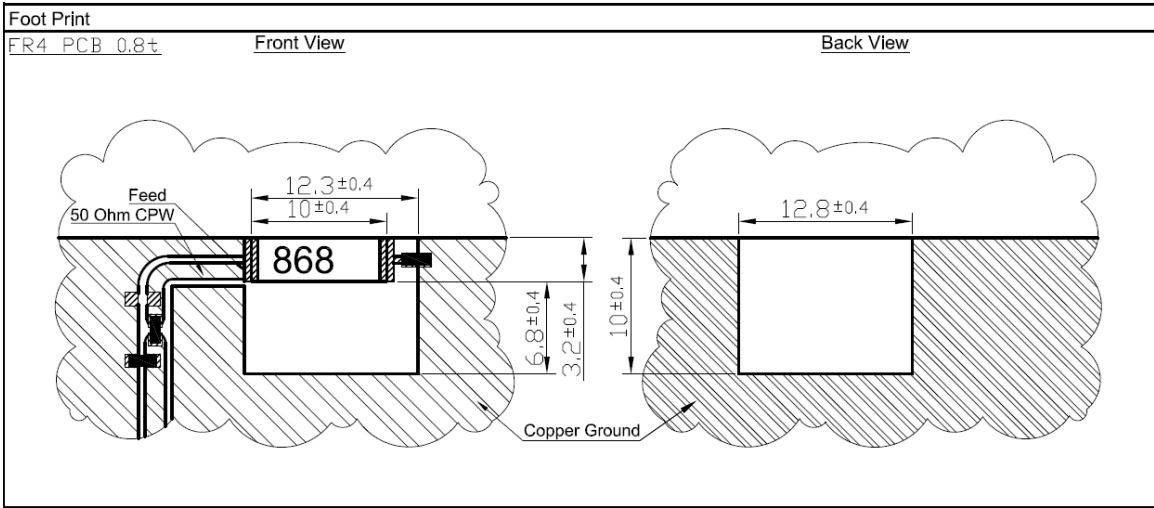 Foot Print
FR4 PCB 0.8t
Front View
Back View
12.3±0.4
10±0.4
Feed
50 Ohm CPW
868
6.8±0.4
3.2±0.4
12.8±0.4
10±0.4
Copper Ground